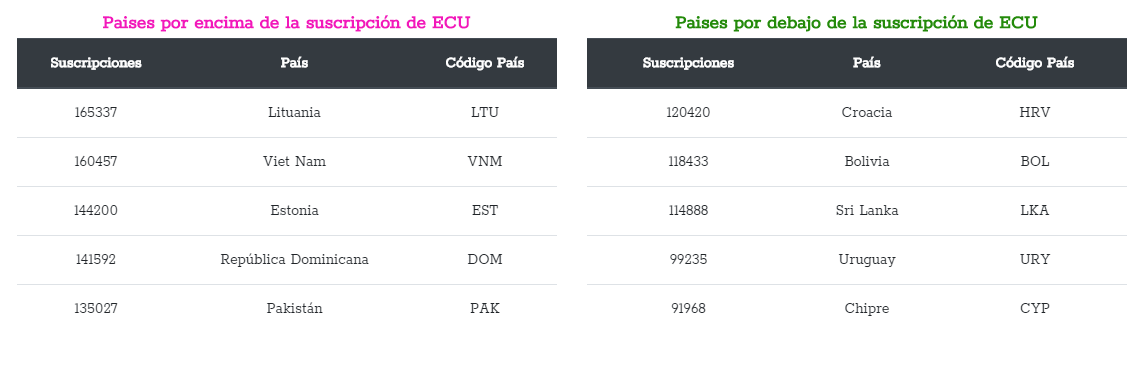 Paises por encima de la suscripción de ECU
Suscripciones País Código País
165337 Lituania LTU
160457 Viet Nam VNM
144200 Estonia EST
141592 República Dominicana DOM
135027 Pakistán PAK
Paises por debajo de la suscripción de ECU
Suscripciones País Código País
120420 Croacia HRV
118433 Bolivia BOL
114888 Sri Lanka LKA
99235 Uruguay URY
91968 Chipre CYP